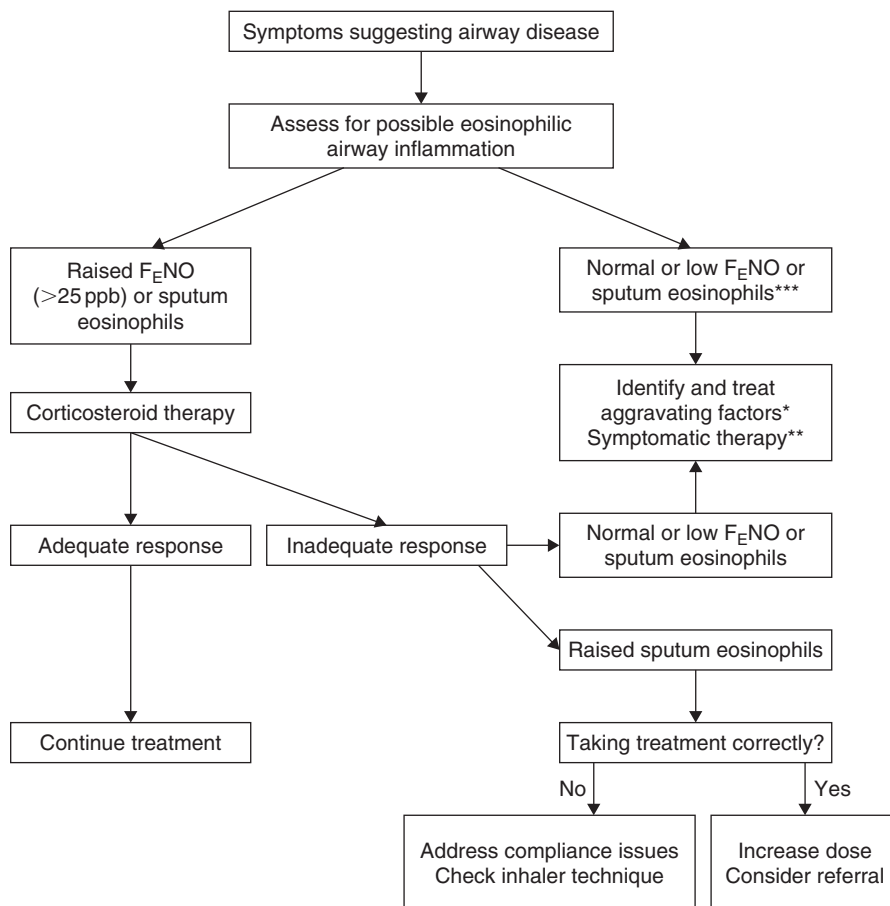 Symptoms suggesting airway disease
Assess for possible eosinophilic
airway inflammation
Raised FENO
(>25 ppb) or sputum
eosinophils
Normal or low FENO or
sputum eosinophils***
Corticosteroid therapy
Identify and treat
aggravating factors*
Symptomatic therapy**
Adequate response
Inadequate response
Normal or low FENO or
sputum eosinophils
Raised sputum eosinophils
Continue treatment
Taking treatment correctly?
No
Yes
Address compliance issues
Check inhaler technique
Increase dose
Consider referral